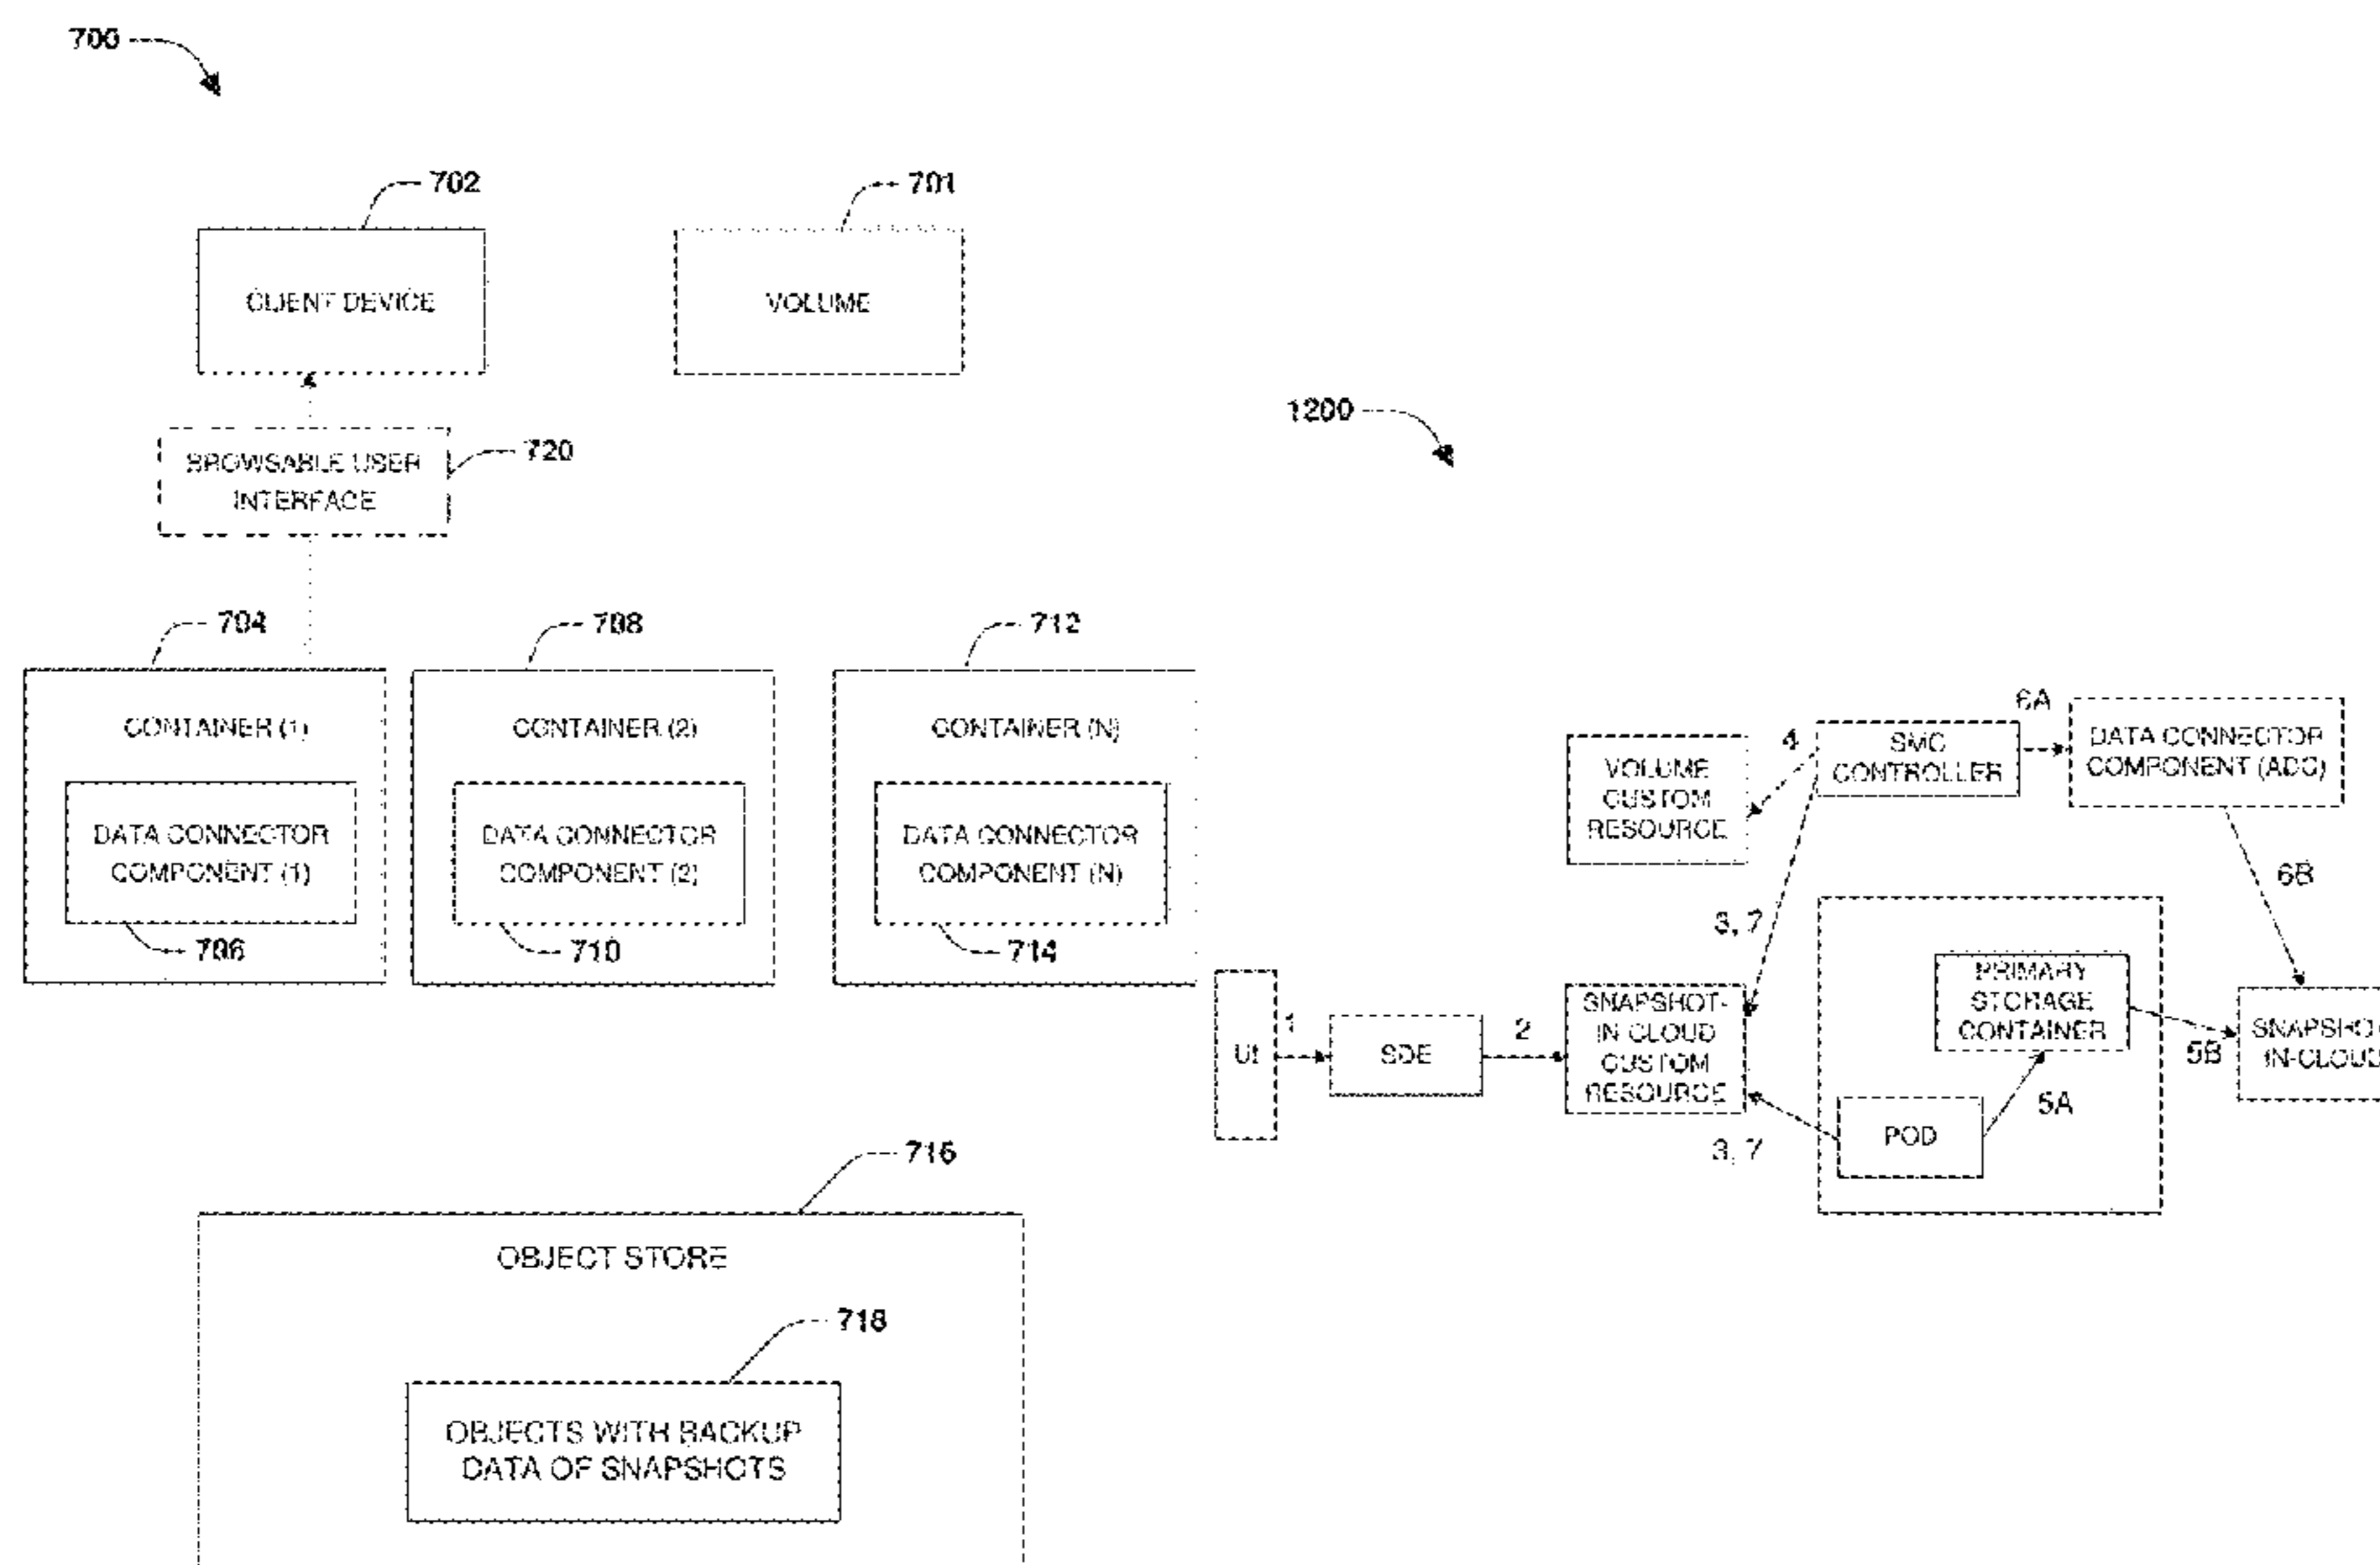 700
702
701
CLIENT DEVICE
VOLUME
BROWSABLE USER
INTERFACE
720
704
708
712
CONTAINER (1)
CONTAINER (2)
CONTAINER (N)
DATA CONNECTOR
COMPONENT (1)
DATA CONNECTOR
COMPONENT (2)
DATA CONNECTOR
COMPONENT (N)
706
710
714
716
OBJECT STORE
718
OBJECTS WITH BACKUP
DATA OF SNAPSHOTS
1200
6A
4
SMC
CONTROLLER
DATA CONNECTOR
COMPONENT (ADC)
VOLUME
CUSTOM
RESOURCE
6B
3, 7
PRIMARY
STORAGE
CONTAINER
UI
1
SDE
2
SNAPSHOT-
IN-CLOUD
CUSTOM
RESOURCE
5B
SNAPSHOT-
IN-CLOUD
5A
POD
3, 7